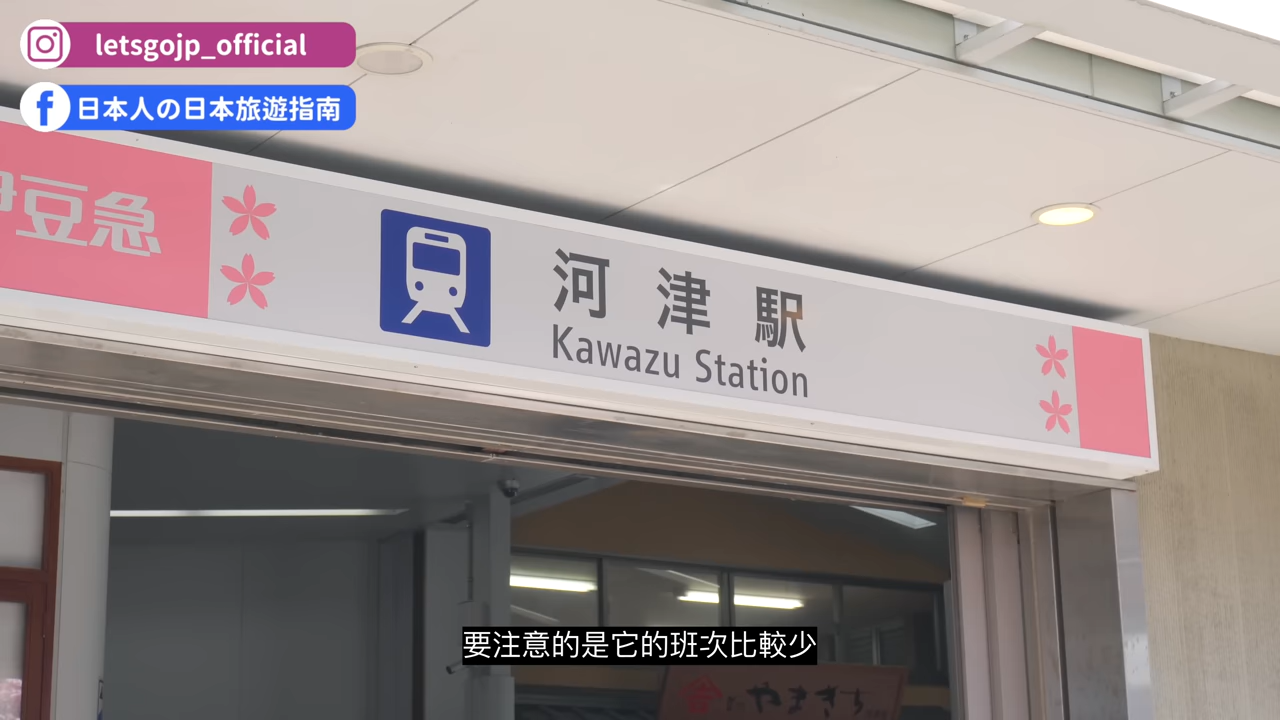 letsgojp_official
日本人の日本旅遊指南
伊豆急
河津駅
Kawazu Station
要注意的是它的班次比較少